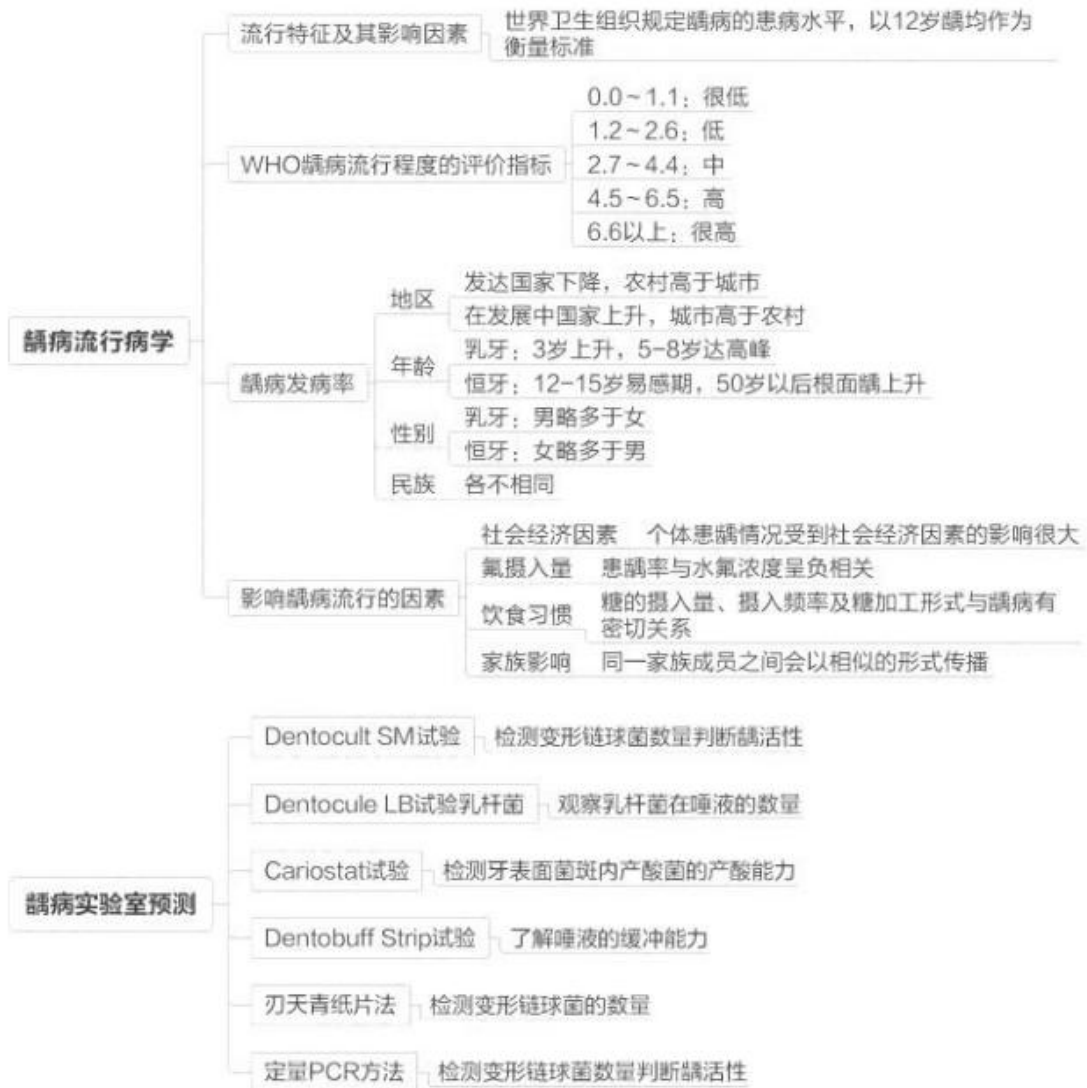 龋病流行病学
流行特征及其影响因素
世界卫生组织规定龋病的患病水平，以12岁龋均作为
衡量标准
WHO龋病流行程度的评价指标
0.0~1.1；很低
1.2~2.6；低
2.7~4.4；中
4.5~6.5；高
6.6以上；很高
龋病发病率
地区
发达国家下降，农村高于城市
在发展中国家上升，城市高于农村
年龄
乳牙：3岁上升，5-8岁达高峰
恒牙：12-15岁易感期，50岁以后根面龋上升
性别
乳牙：男略多于女
恒牙：女略多于男
民族 各不相同
影响龋病流行的因素
社会经济因素 个体患龋情况受到社会经济因素的影响很大
氟摄入量 患龋率与水氟浓度呈负相关
饮食习惯
糖的摄入量、摄入频率及糖加工形式与龋病有
密切关系
家族影响 同一家族成员之间会以相似的形式传播
龋病实验室预测
Dentocult SM试验 检测变形链球菌数量判断龋活性
Dentocule LB试验乳杆菌 观察乳杆菌在唾液的数量
Cariostat试验 检测牙表面菌斑内产酸菌的产酸能力
Dentobuff Strip试验 了解唾液的缓冲能力
刃天青纸片法 检测变形链球菌的数量
定量PCR方法 检测变形链球菌数量判断龋活性